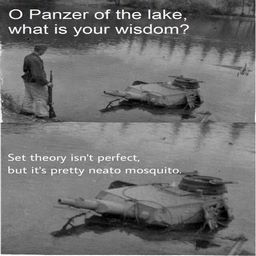 O Panzer of the lake,
what is your wisdom?
Set theory isn't perfect,
but it's pretty neato mosquito.